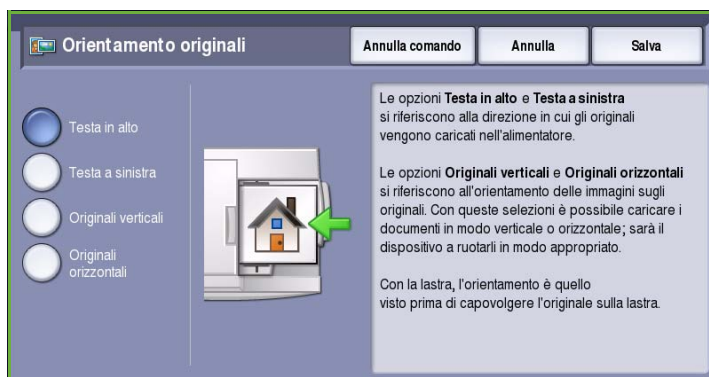 Orientamento originali
Annulla comando
Annulla
Salva
Testa in alto
Testa a sinistra
Originali verticali
Originali
orizzontali
Le opzioni Testa in alto e Testa a sinistra
si riferiscono alla direzione in cui gli originali
vengono caricati nell'alimentatore.
Le opzioni Originali verticali e Originali orizzontali
si riferiscono all'orientamento delle immagini sugli
originali. Con queste selezioni è possibile caricare i
documenti in modo verticale o orizzontale; sarà il
dispositivo a ruotarli in modo appropriato.
Con la lastra, l'orientamento è quello
visto prima di capovolgere l'originale sulla lastra.